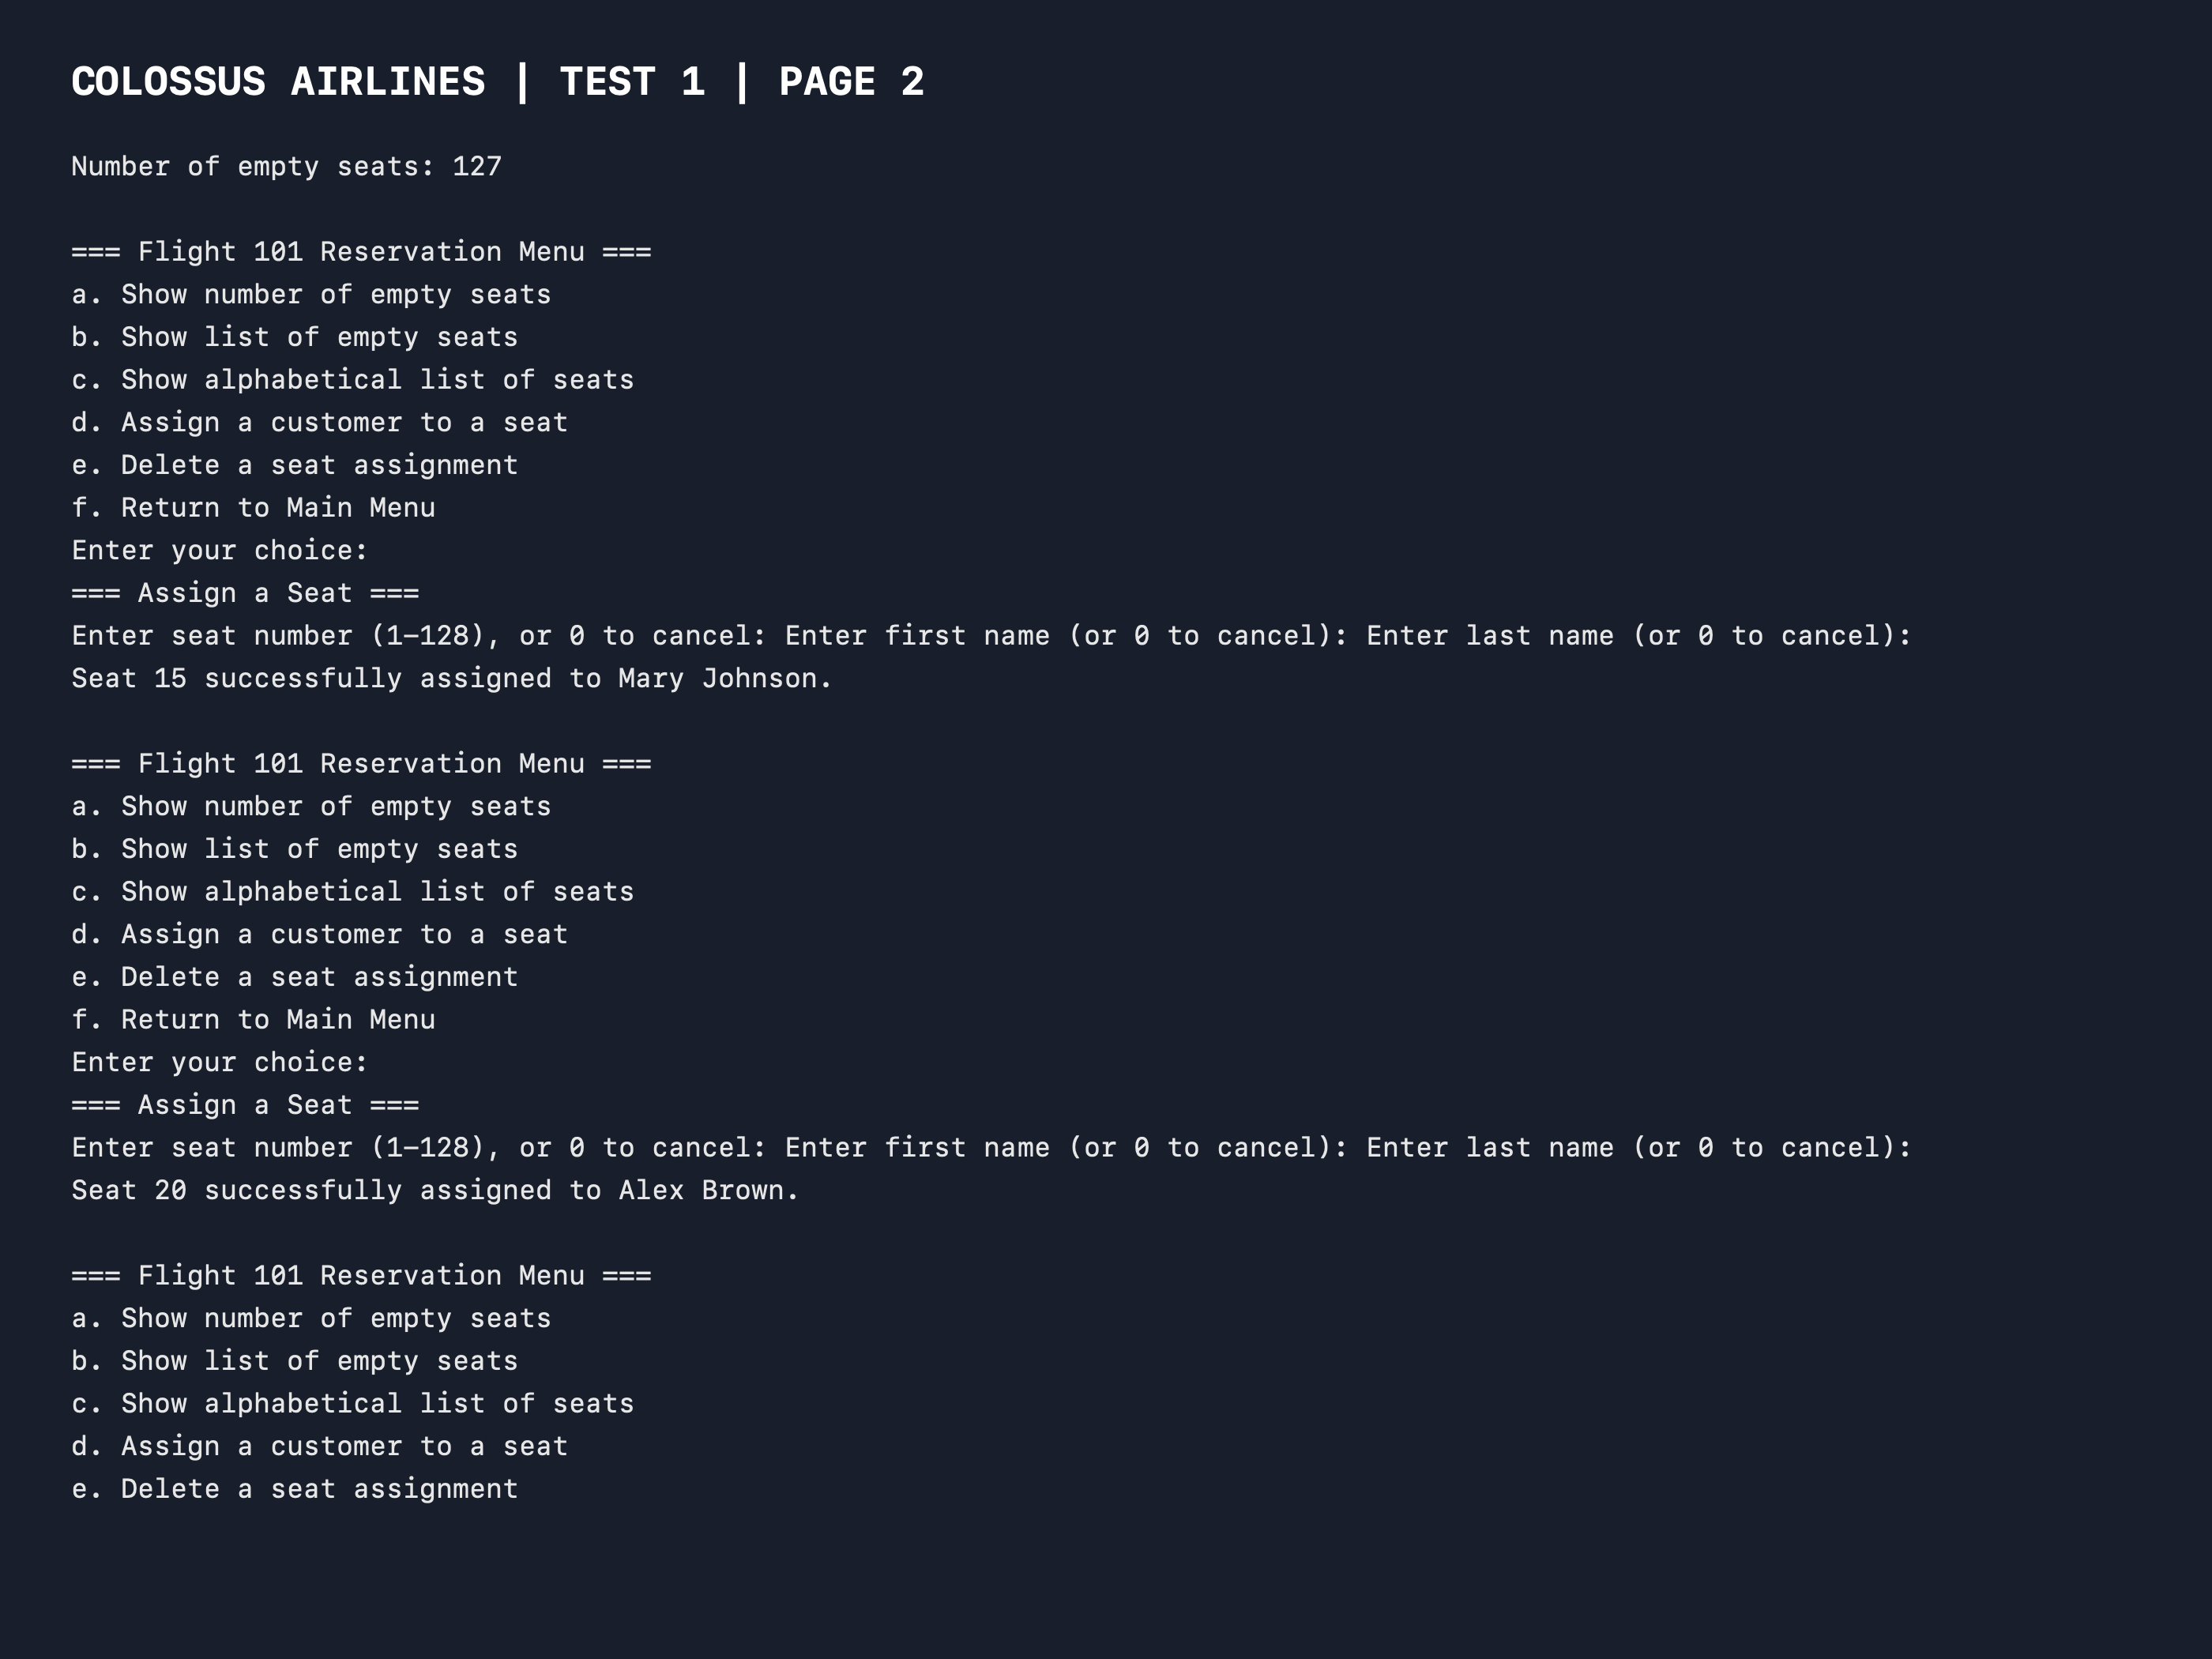 COLOSSUS AIRLINES | TEST 1 | PAGE 2
Number of empty seats: 127
=== Flight 101 Reservation Menu ===
a. Show number of empty seats
b. Show list of empty seats
c. Show alphabetical list of seats
d. Assign a customer to a seat
e. Delete a seat assignment
f. Return to Main Menu
Enter your choice:
=== Assign a Seat ===
Enter seat number (1–128), or 0 to cancel: Enter first name (or 0 to cancel): Enter last name (or 0 to cancel):
Seat 15 successfully assigned to Mary Johnson.
=== Flight 101 Reservation Menu ===
a. Show number of empty seats
b. Show list of empty seats
c. Show alphabetical list of seats
d. Assign a customer to a seat
e. Delete a seat assignment
f. Return to Main Menu
Enter your choice:
=== Assign a Seat ===
Enter seat number (1–128), or 0 to cancel: Enter first name (or 0 to cancel): Enter last name (or 0 to cancel):
Seat 20 successfully assigned to Alex Brown.
=== Flight 101 Reservation Menu ===
a. Show number of empty seats
b. Show list of empty seats
c. Show alphabetical list of seats
d. Assign a customer to a seat
e. Delete a seat assignment